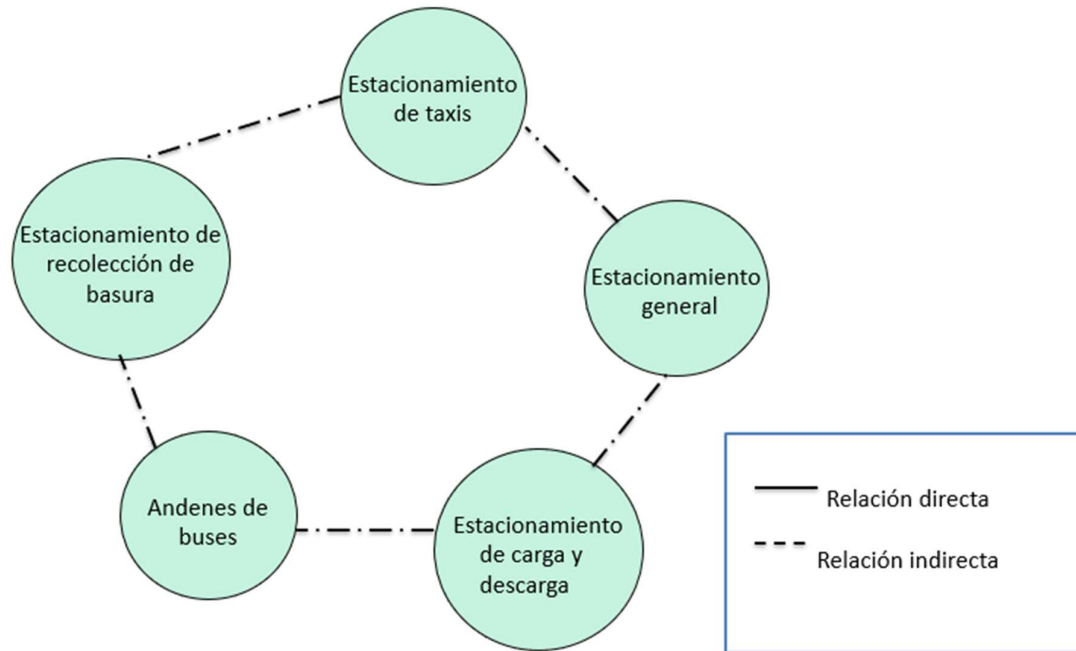 Estacionamiento
de taxis
Estacionamiento de
recolección de
basura
Estacionamiento
general
Andenes de
buses
Estacionamiento
de carga y
descarga
Relación directa
Relación indirecta